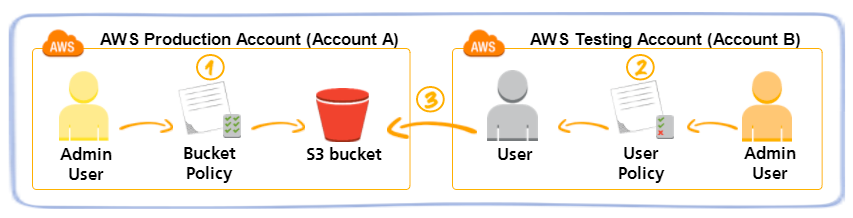 AWS Production Account (Account A)
AWS Testing Account (Account B)
AWS
AWS
1
2
3
Admin
User
Bucket
Policy
S3 bucket
User
User
Policy
Admin
User